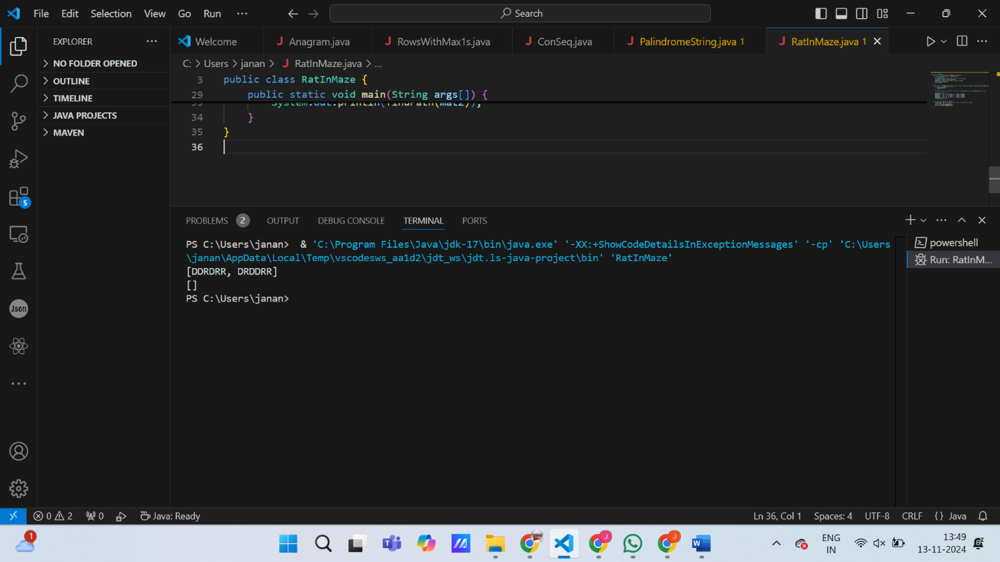 File Edit Selection View Go Run ··· Search
EXPLORER ···
NO FOLDER OPENED
OUTLINE
TIMELINE
JAVA PROJECTS
MAVEN
5
Json
Welcome
J Anagram.java
J RowsWithMax1s.java
J ConSeq.java
J PalindromeString.java 1
J RatInMaze.java 1
C: > Users > janan > J RatInMaze.java > ...
3 public class RatInMaze {
29 public static void main(String args[]) {
33 System.out.println(findPath(mat2));
34 }
35 }
36
PROBLEMS 2 OUTPUT DEBUG CONSOLE TERMINAL PORTS
PS C:\Users\janan>  & 'C:\Program Files\Java\jdk-17\bin\java.exe' '-XX:+ShowCodeDetailsInExceptionMessages' '-cp' 'C:\Users
\janan\AppData\Local\Temp\vscodesws_aa1d2\jdt_ws\jdt.ls-java-project\bin' 'RatInMaze'
[DDRDRR, DRDDRR]
[]
PS C:\Users\janan>
powershell
Run: RatInM...
0 2 0 Java: Ready
Ln 36, Col 1 Spaces: 4 UTF-8 CRLF {} Java
1
J
J
W
ENG
IN
13:49
13-11-2024